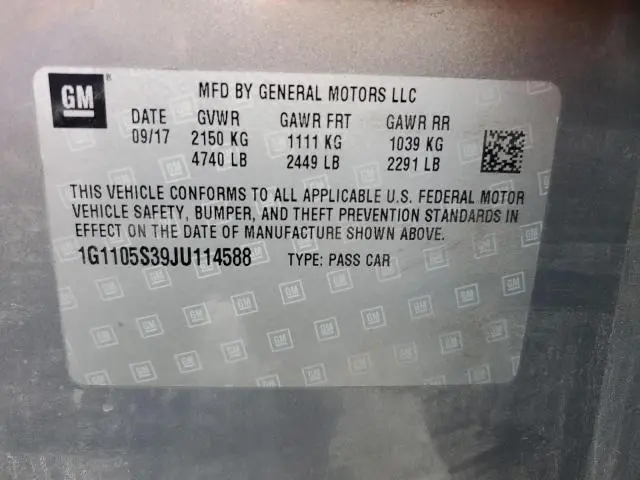 GM
MFD BY GENERAL MOTORS LLC
DATE GVWR GAWR FRT GAWR RR
09/17 2150 KG 1111 KG 1039 KG
4740 LB 2449 LB 2291 LB
THIS VEHICLE CONFORMS TO ALL APPLICABLE U.S. FEDERAL MOTOR
VEHICLE SAFETY, BUMPER, AND THEFT PREVENTION STANDARDS IN
EFFECT ON THE DATE OF MANUFACTURE SHOWN ABOVE.
1G1105S39JU114588 TYPE: PASS CAR